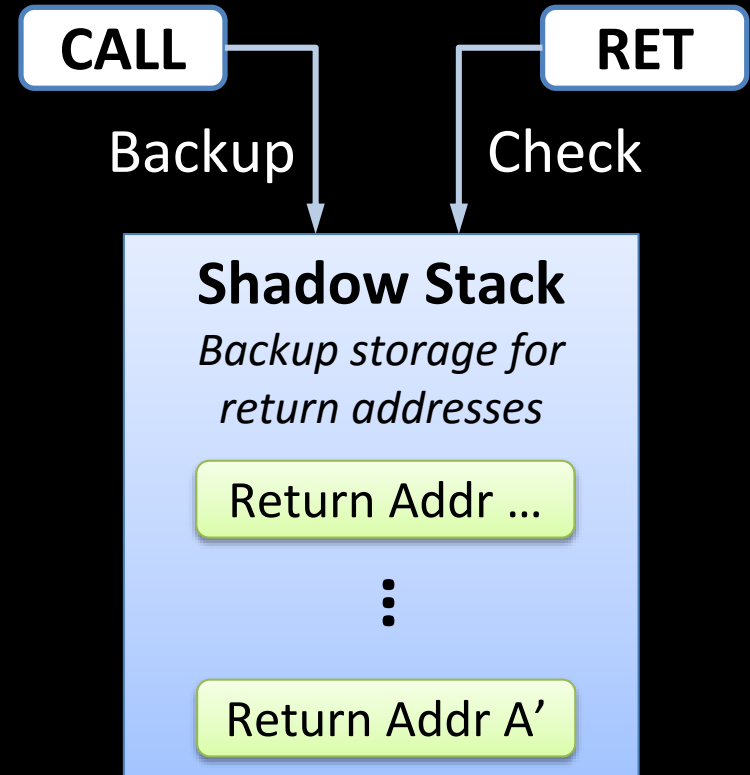 CALL
RET
Backup
Check
Shadow Stack
Backup storage for
return addresses
Return Addr …
⋮
Return Addr A’